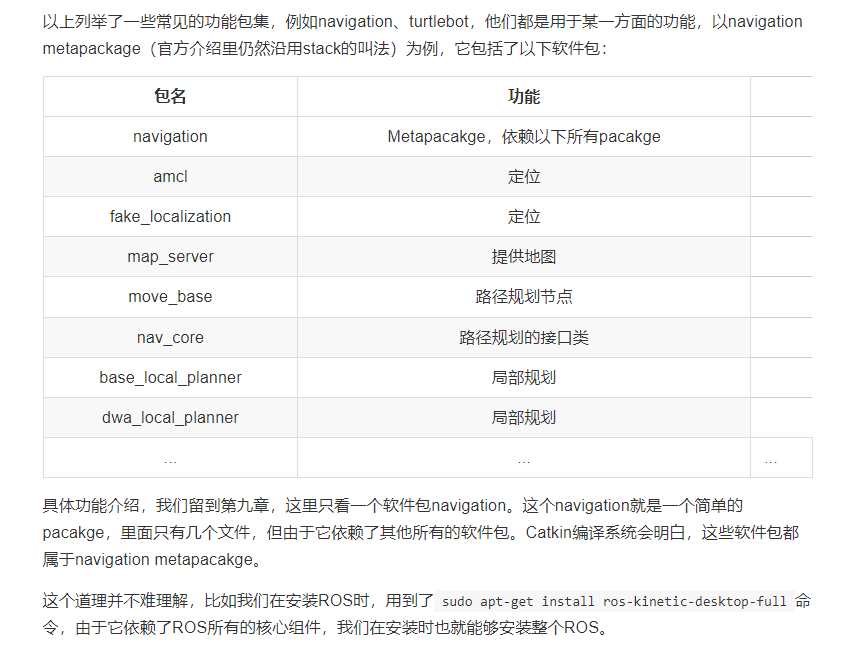 以上列举了一些常见的功能包集，例如navigation、turtlebot，他们都是用于某一方面的功能，以navigation
metapackage（官方介绍里仍然沿用stack的叫法）为例，它包括了以下软件包：
包名 功能
navigation Metapacakge，依赖以下所有pacakge
amcl 定位
fake_localization 定位
map_server 提供地图
move_base 路径规划节点
nav_core 路径规划的接口类
base_local_planner 局部规划
dwa_local_planner 局部规划
... ... ...
具体功能介绍，我们留到第九章，这里只看一个软件包navigation。这个navigation就是一个简单的
pacakge，里面只有几个文件，但由于它依赖了其他所有的软件包。Catkin编译系统会明白，这些软件包都
属于navigation metapacakge。
这个道理并不难理解，比如我们在安装ROS时，用到了 sudo apt-get install ros-kinetic-desktop-full 命
令，由于它依赖了ROS所有的核心组件，我们在安装时也就能够安装整个ROS。